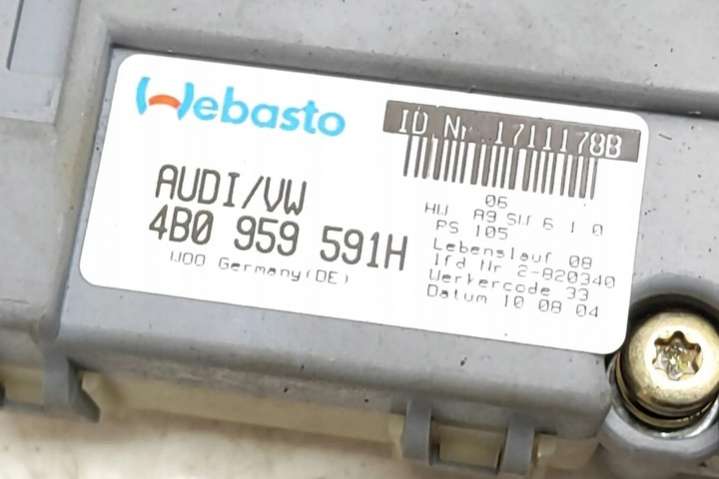 Webasto
ID Nr. 1711178B
06
HW A9 SW 6 1 0
PS 105
Lebenslauf 08
lfd Nr 2-820340
Werkercode 33
Datum 10 08 04
AUDI/VW
4B0 959 591H
Germany(DE)